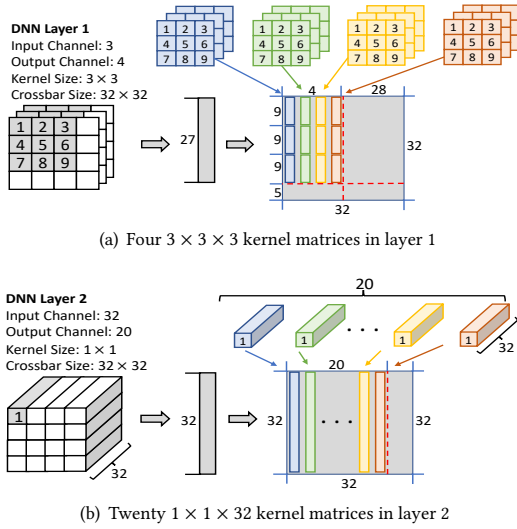 DNN Layer 1
Input Channel: 3
Output Channel: 4
Kernel Size: 3 × 3
Crossbar Size: 32 × 32
1 2 3
4 5 6
7 8 9
1 2 3
4 5 6
7 8 9
1 2 3
4 5 6
7 8 9
1 2 3
4 5 6
7 8 9
1 2 3
4 5 6
7 8 9
27
4
28
9
9
9
5
32
32
(a) Four 3 × 3 × 3 kernel matrices in layer 1
DNN Layer 2
Input Channel: 32
Output Channel: 20
Kernel Size: 1 × 1
Crossbar Size: 32 × 32
20
1
1
. . .
1
1
32
1
32
32
20
32
. . .
32
32
(b) Twenty 1 × 1 × 32 kernel matrices in layer 2